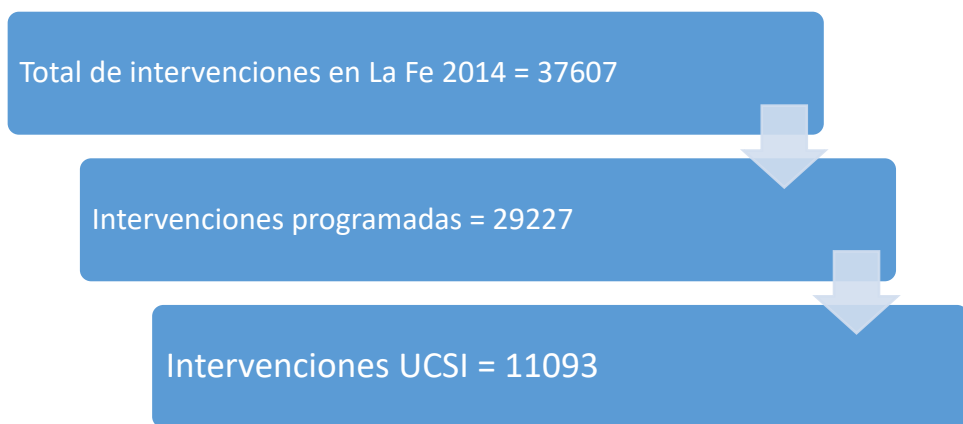 Total de intervenciones en La Fe 2014 = 37607
Intervenciones programadas = 29227
Intervenciones UCSI = 11093